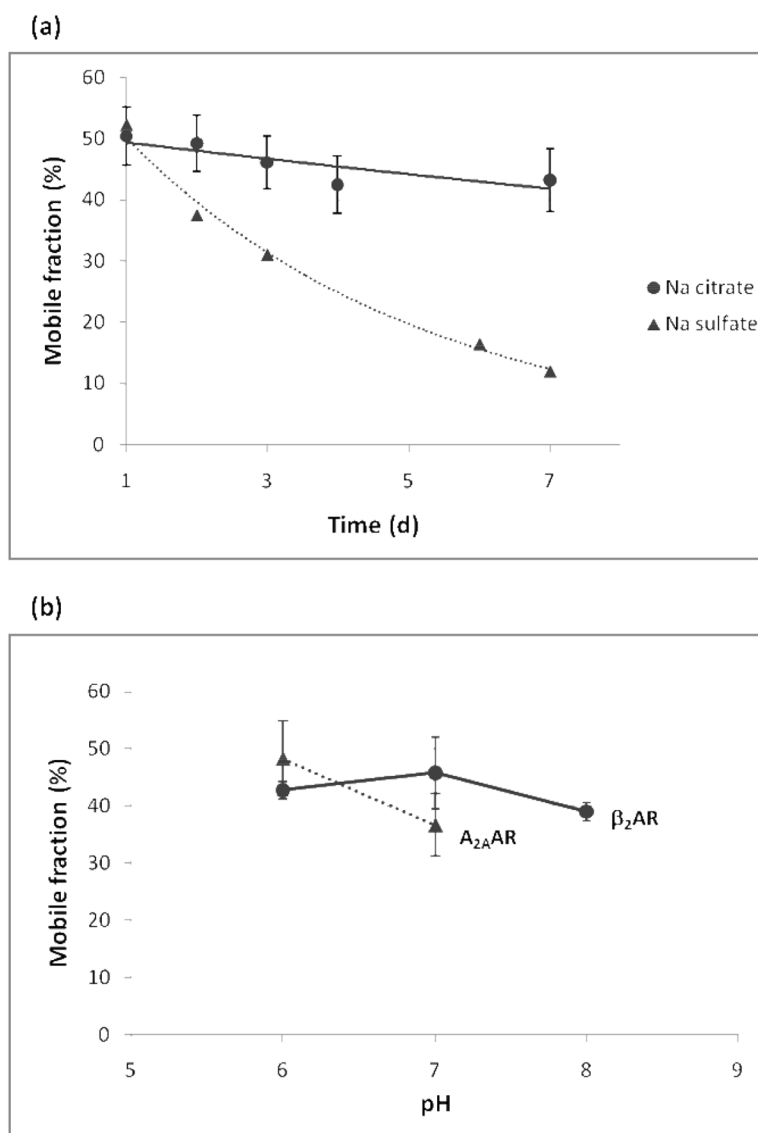 (a)
60
50
40
30
20
10
0
Mobile fraction (%)
1 3 5 7
Time (d)
Na citrate
Na sulfate
(b)
60
50
40
30
20
10
0
Mobile fraction (%)
A₂ₐAR
β₂AR
5 6 7 8 9
pH